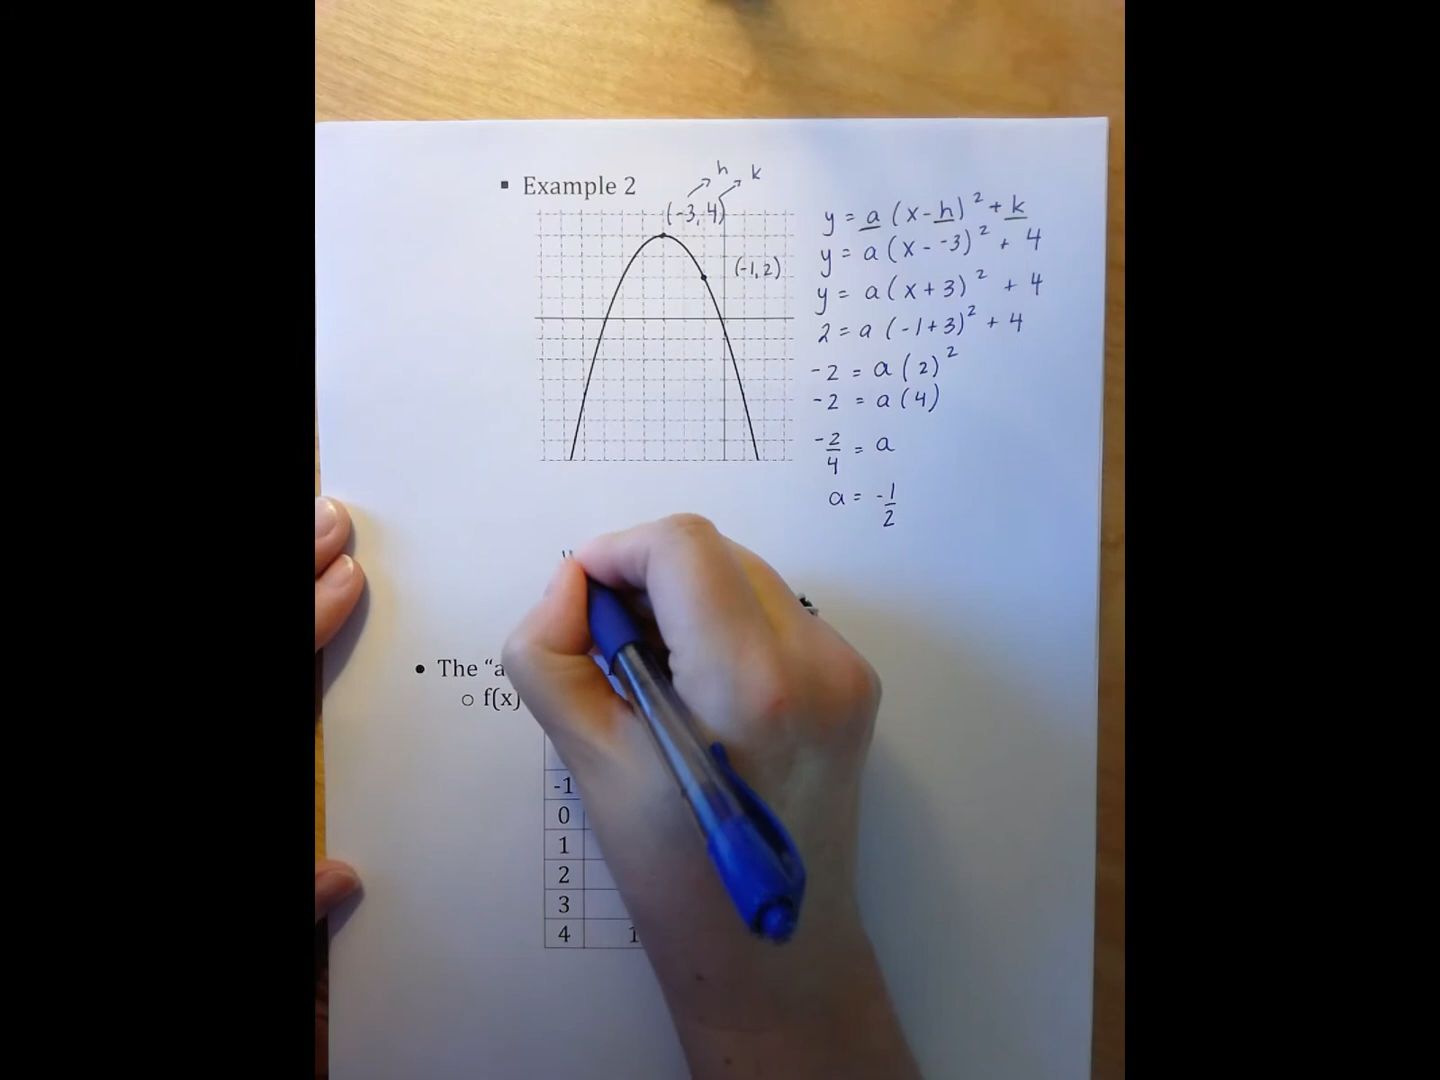 ▪ Example 2
h k
(-3, 4)
(-1, 2)
y = a (x - h)² + k
y = a (x - -3)² + 4
y = a (x + 3)² + 4
2 = a (-1 + 3)² + 4
-2 = a (2)²
-2 = a (4)
-2/4 = a
a = -1/2
• The “a
○ f(x)
-1
0
1
2
3
4 1